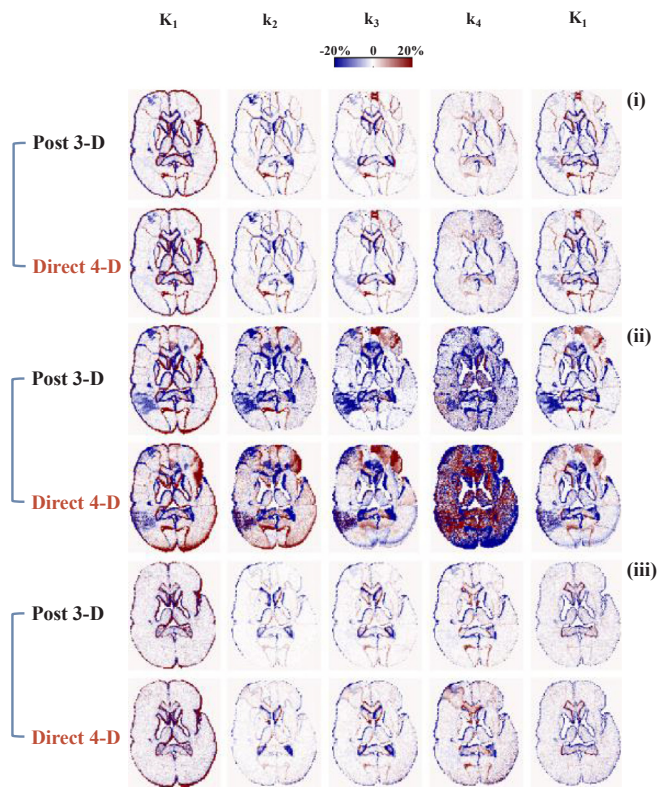 K₁ k₂ k₃ k₄ K₁
-20% 0 20%
(i)
Post 3-D
Direct 4-D
(ii)
Post 3-D
Direct 4-D
(iii)
Post 3-D
Direct 4-D